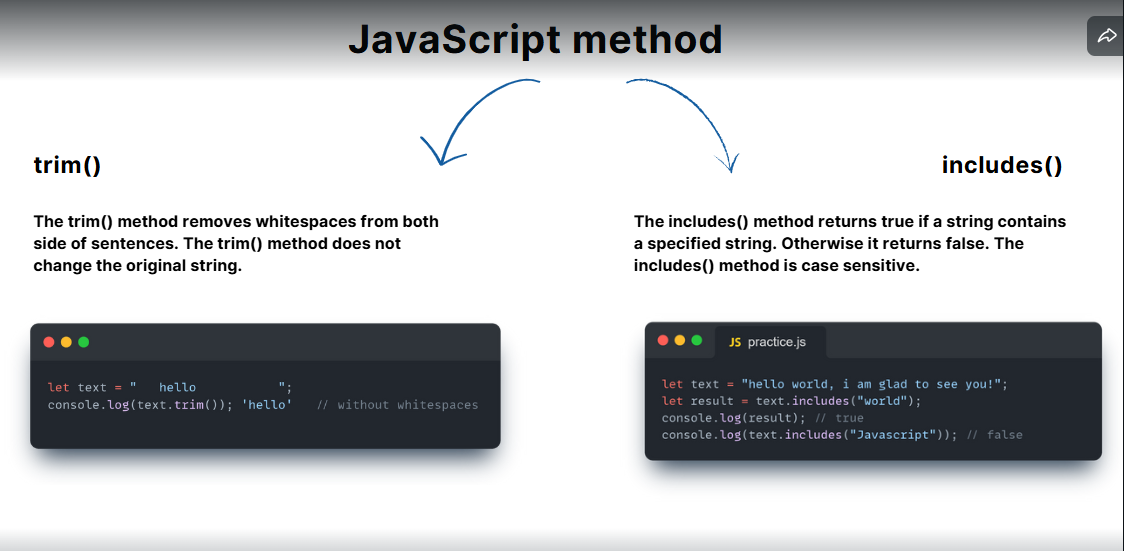 JavaScript method
trim()
The trim() method removes whitespaces from both
side of sentences. The trim() method does not
change the original string.
let text = "   hello           ";
console.log(text.trim()); 'hello'   // without whitespaces
includes()
The includes() method returns true if a string contains
a specified string. Otherwise it returns false. The
includes() method is case sensitive.
JS practice.js
let text = "hello world, i am glad to see you!";
let result = text.includes("world");
console.log(result); // true
console.log(text.includes("Javascript")); // false